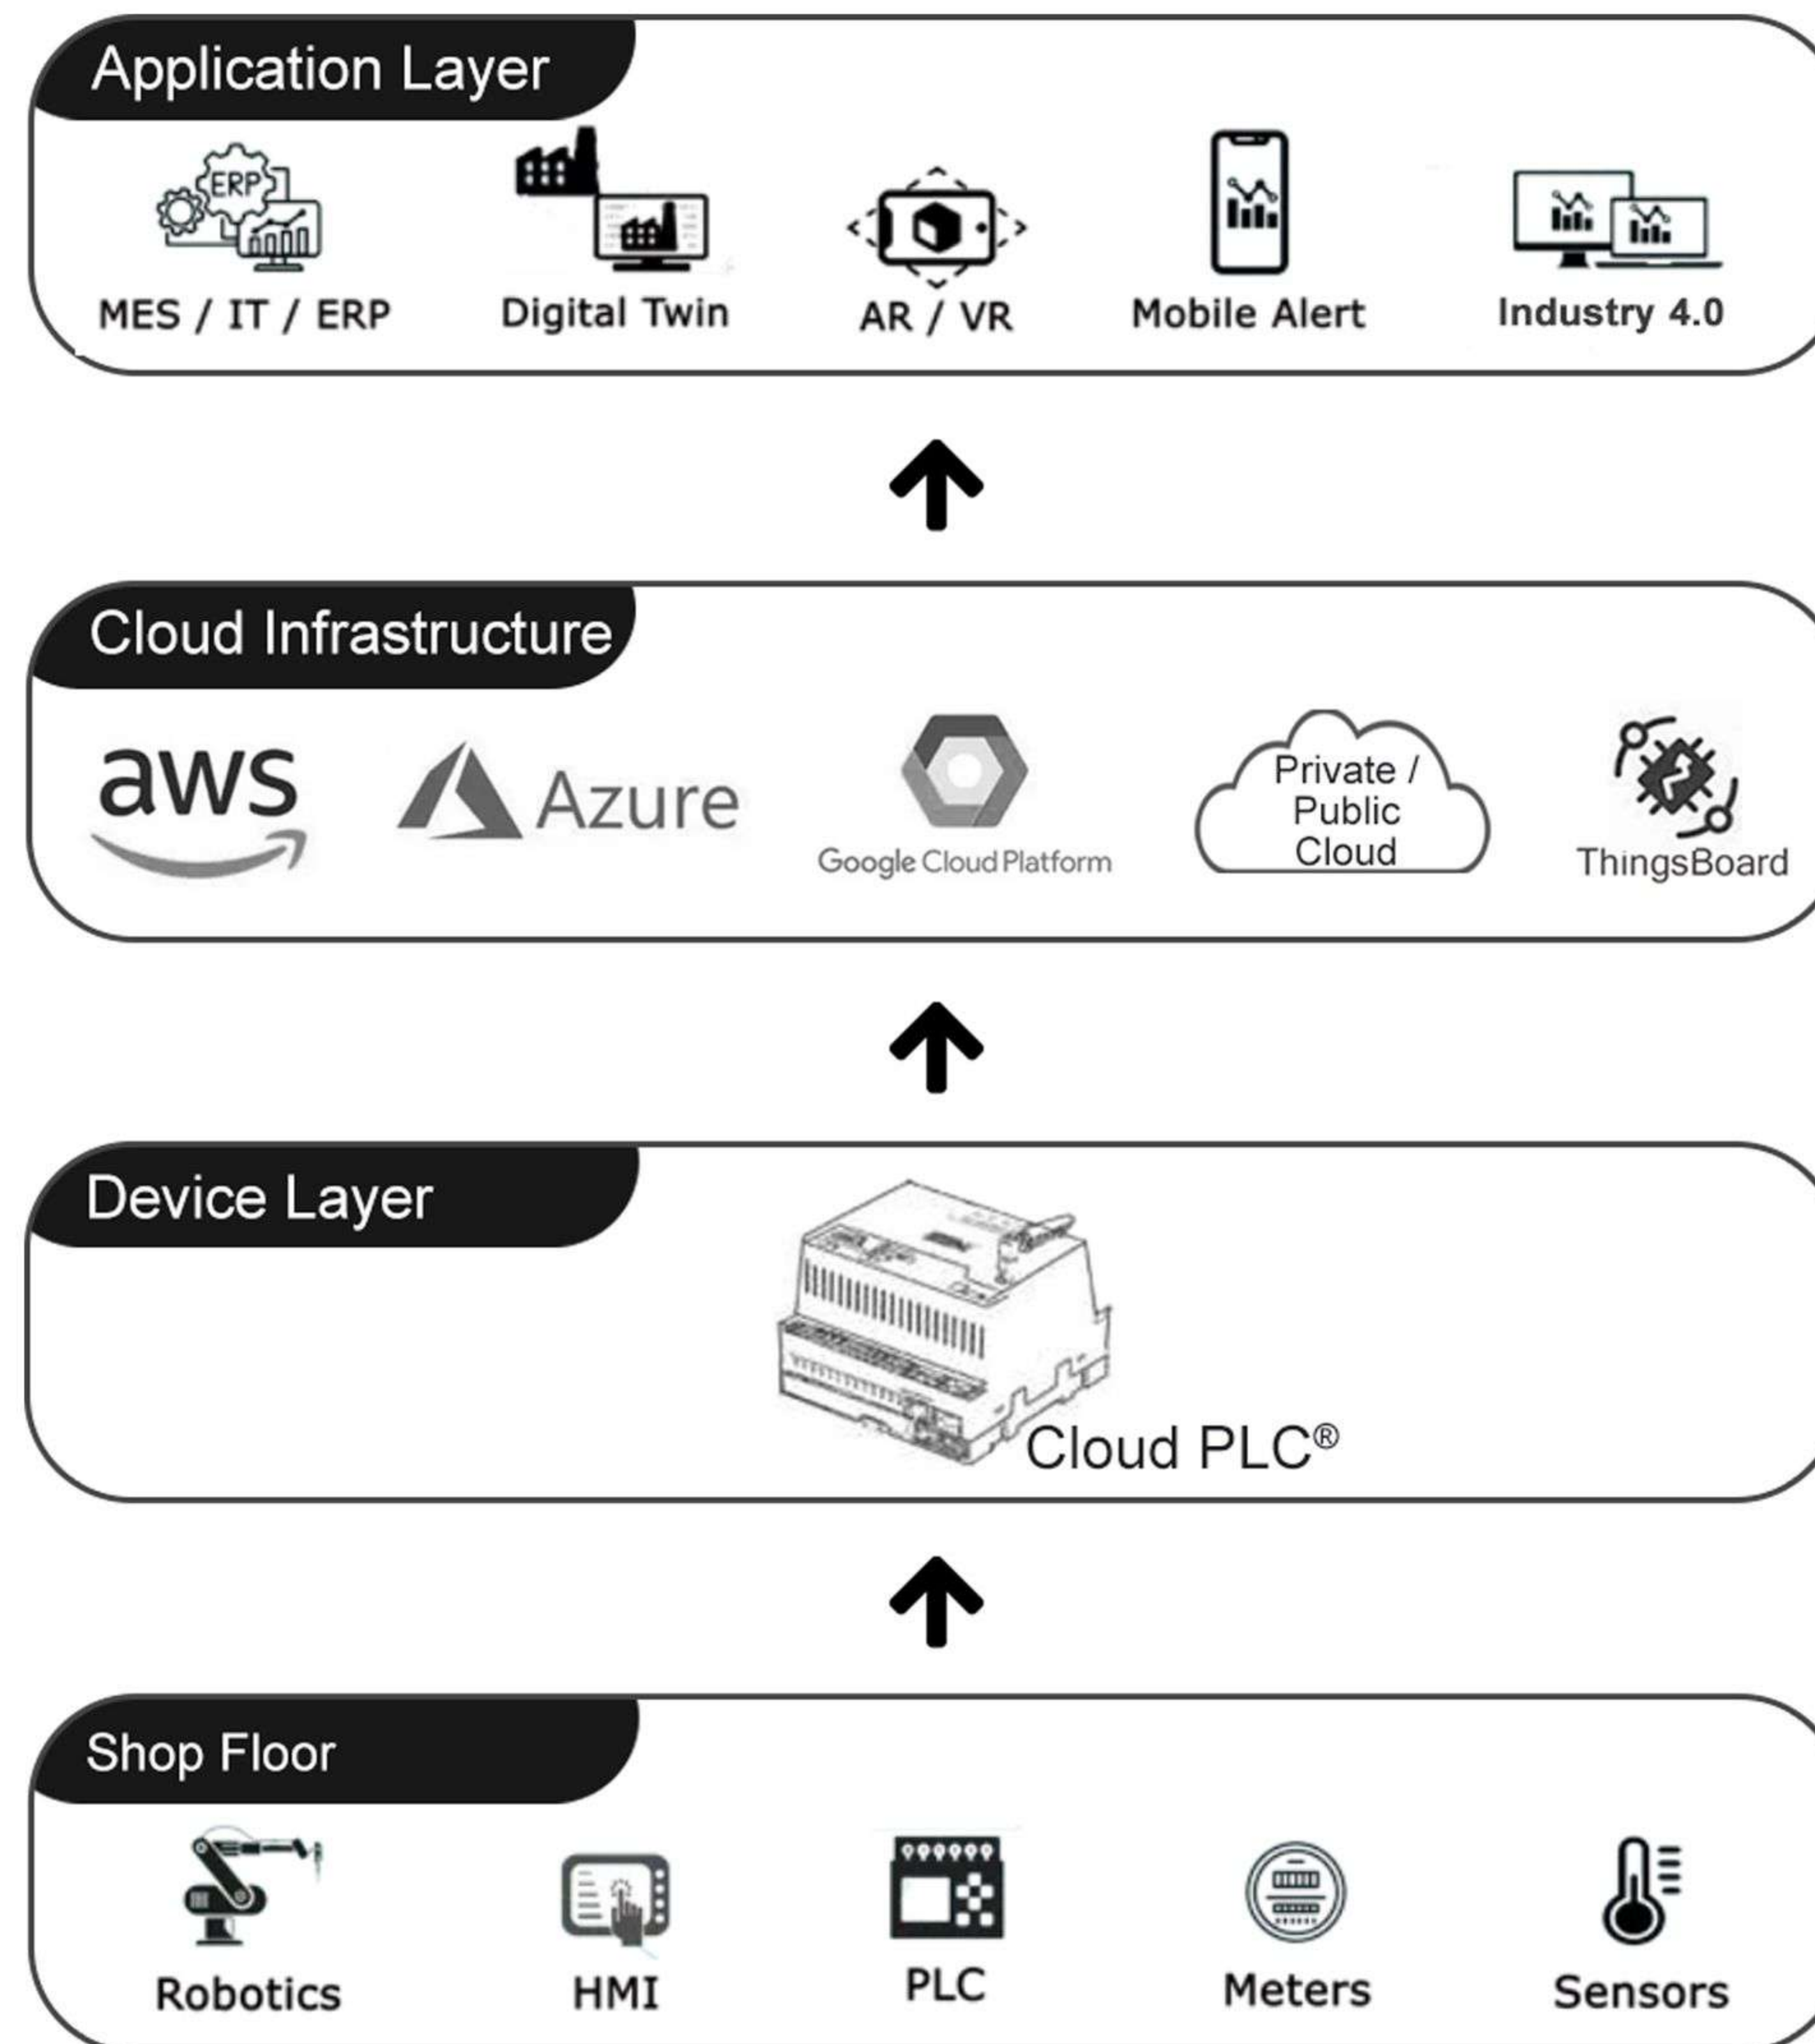 Application Layer
ERP
MES / IT / ERP
Digital Twin
AR / VR
Mobile Alert
Industry 4.0
Cloud Infrastructure
aws
Azure
Google Cloud Platform
Private /
Public
Cloud
ThingsBoard
Device Layer
Cloud PLC®
Shop Floor
Robotics
HMI
PLC
Meters
Sensors